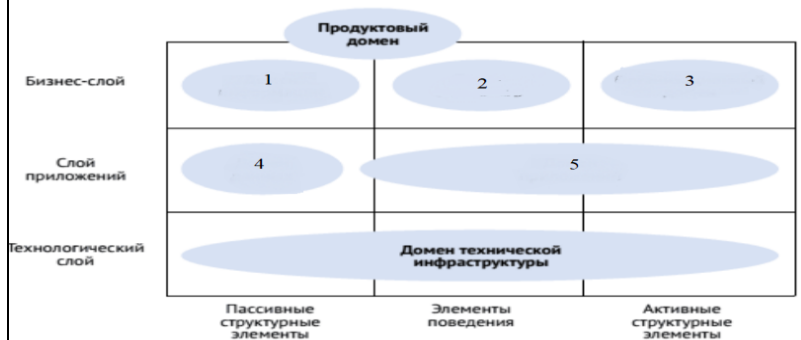 Продуктовый
домен
Бизнес-слой
1
2
3
Слой
приложений
4
5
Технологический
слой
Домен технической
инфраструктуры
Пассивные
структурные
элементы
Элементы
поведения
Активные
структурные
элементы